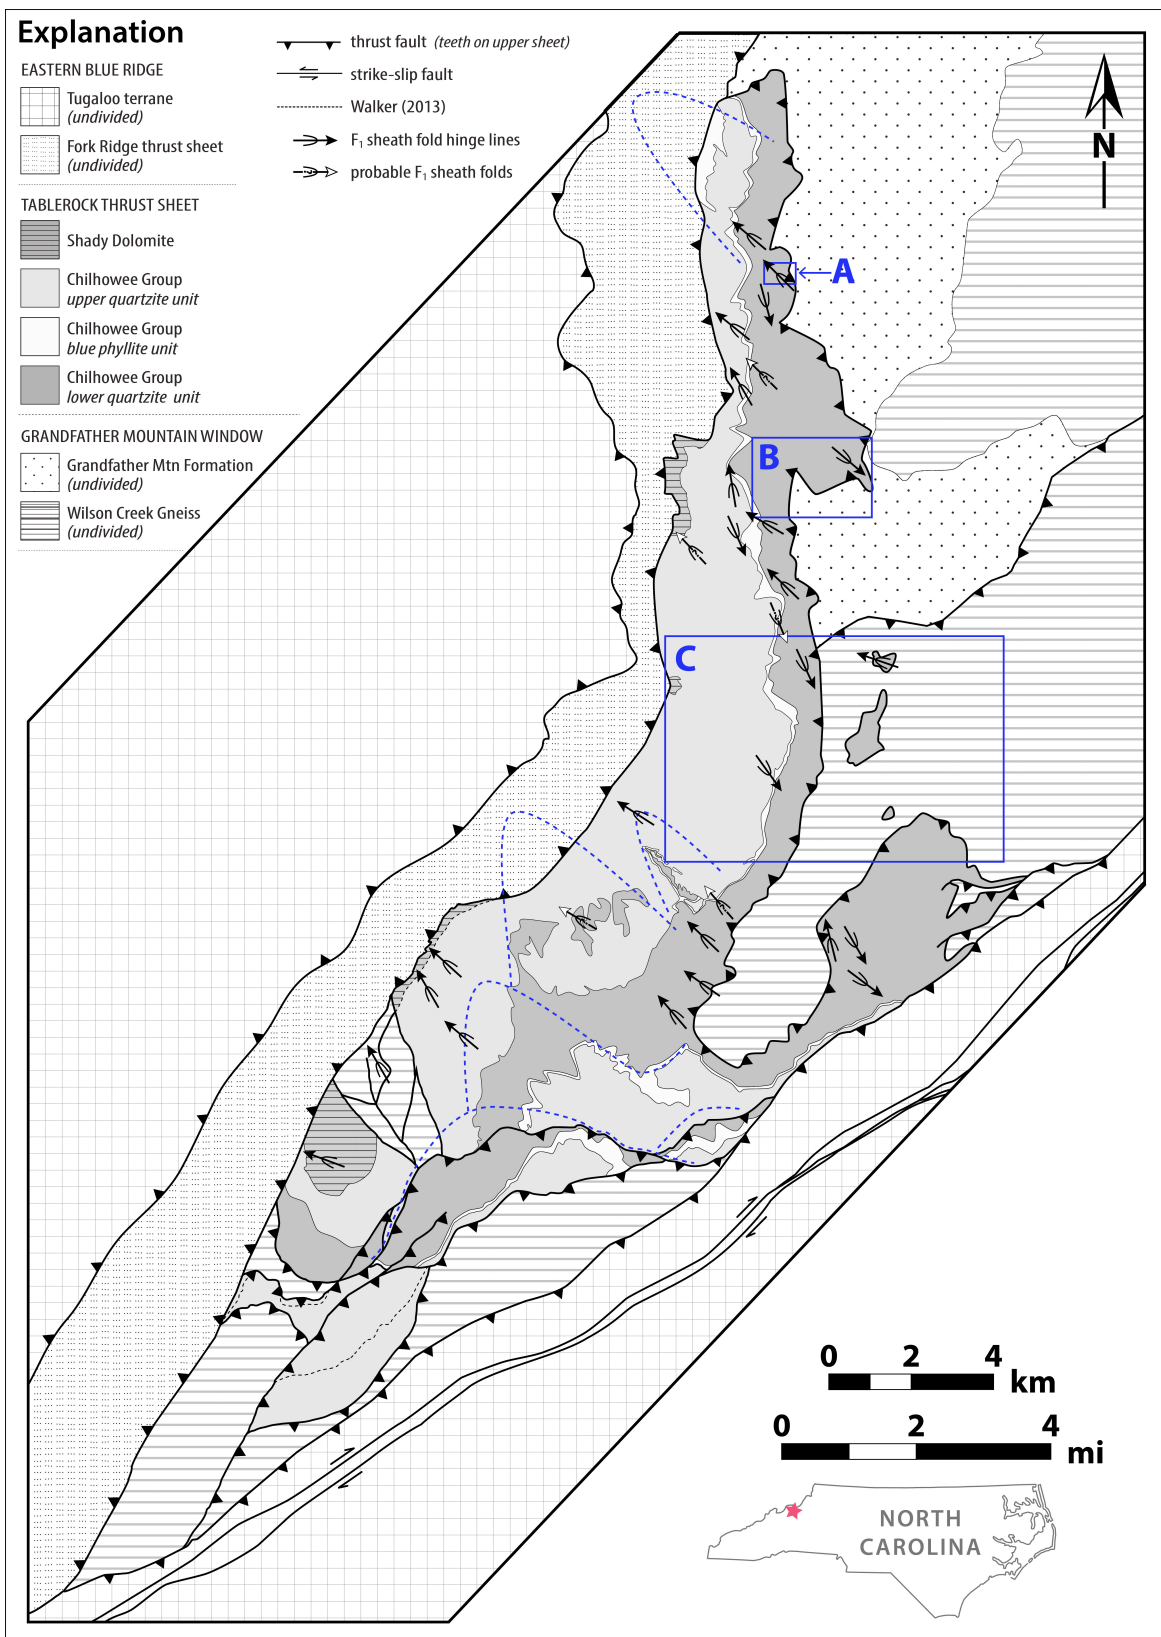 Explanation
EASTERN BLUE RIDGE
Tugaloo terrane
(undivided)
Fork Ridge thrust sheet
(undivided)
TABLEROCK THRUST SHEET
Shady Dolomite
Chilhowee Group
upper quartzite unit
Chilhowee Group
blue phyllite unit
Chilhowee Group
lower quartzite unit
GRANDFATHER MOUNTAIN WINDOW
Grandfather Mtn Formation
(undivided)
Wilson Creek Gneiss
(undivided)
thrust fault (teeth on upper sheet)
strike-slip fault
Walker (2013)
F1 sheath fold hinge lines
probable F1 sheath folds
N
A
B
C
0 2 4
km
0 2 4
mi
NORTH
CAROLINA